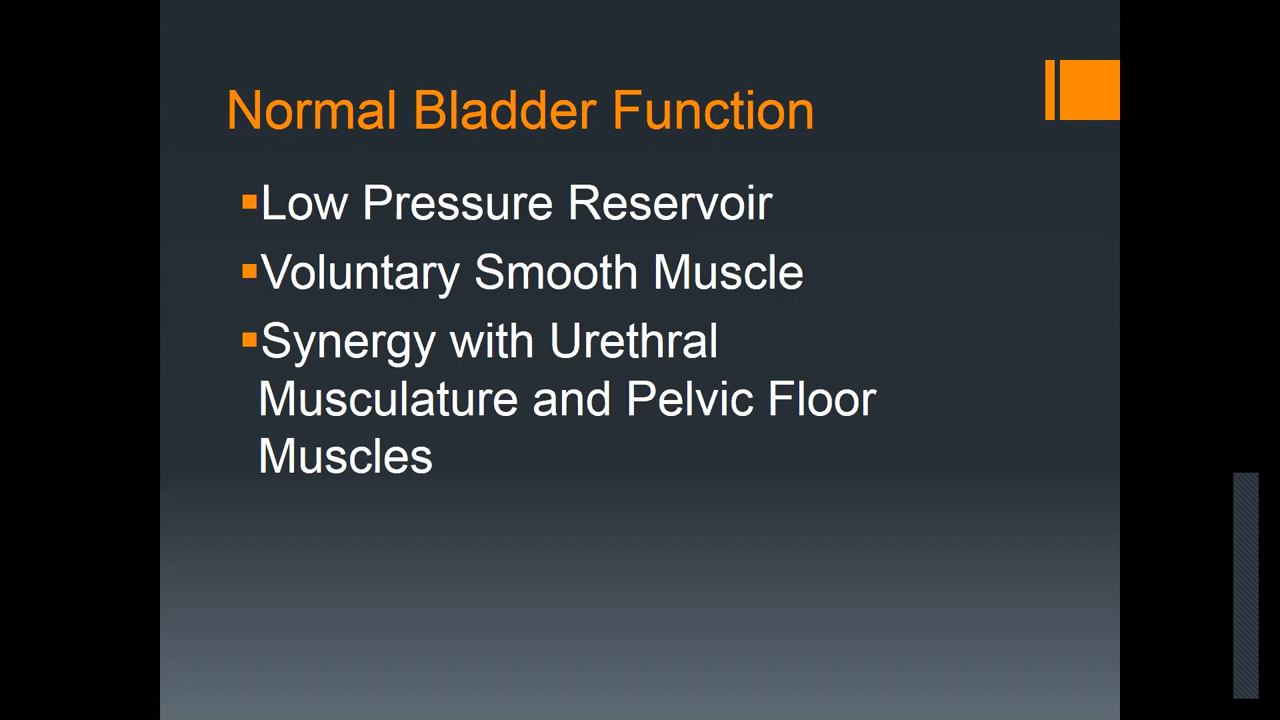 Normal Bladder Function
▪Low Pressure Reservoir
▪Voluntary Smooth Muscle
▪Synergy with Urethral
Musculature and Pelvic Floor
Muscles